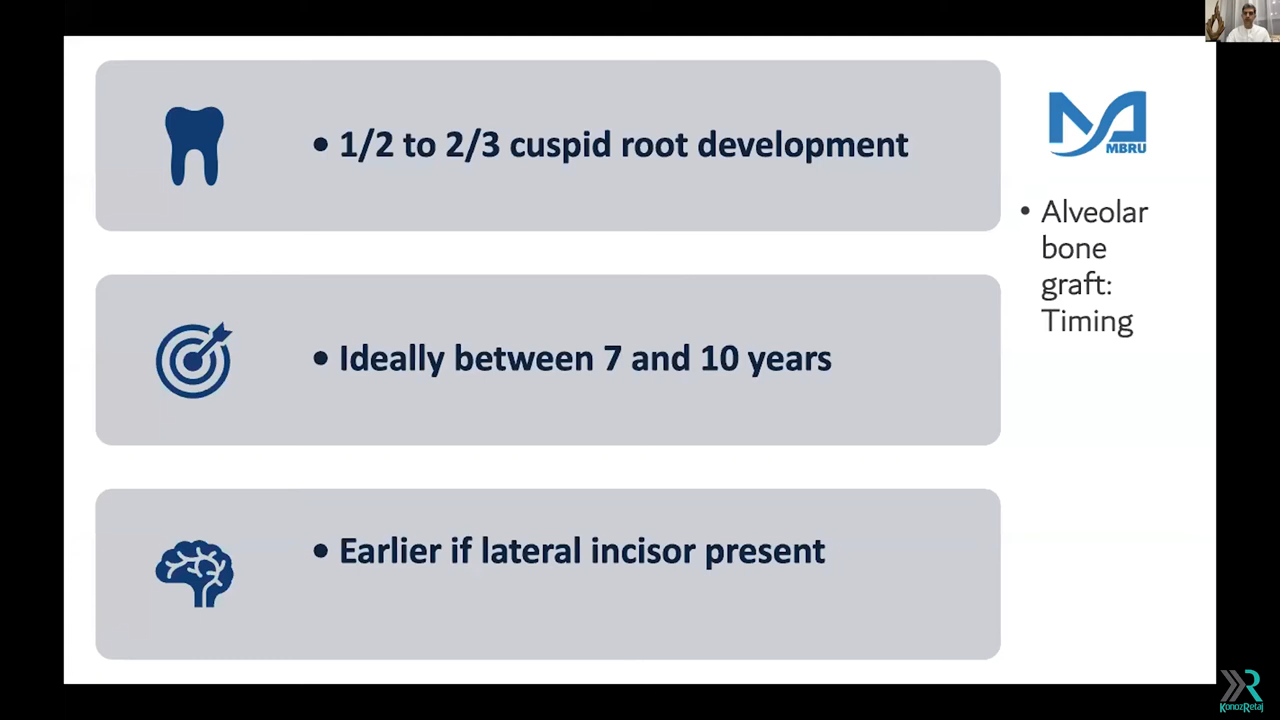 • 1/2 to 2/3 cuspid root development
• Ideally between 7 and 10 years
• Earlier if lateral incisor present
MBRU
• Alveolar
bone
graft:
Timing
KonozRetaj